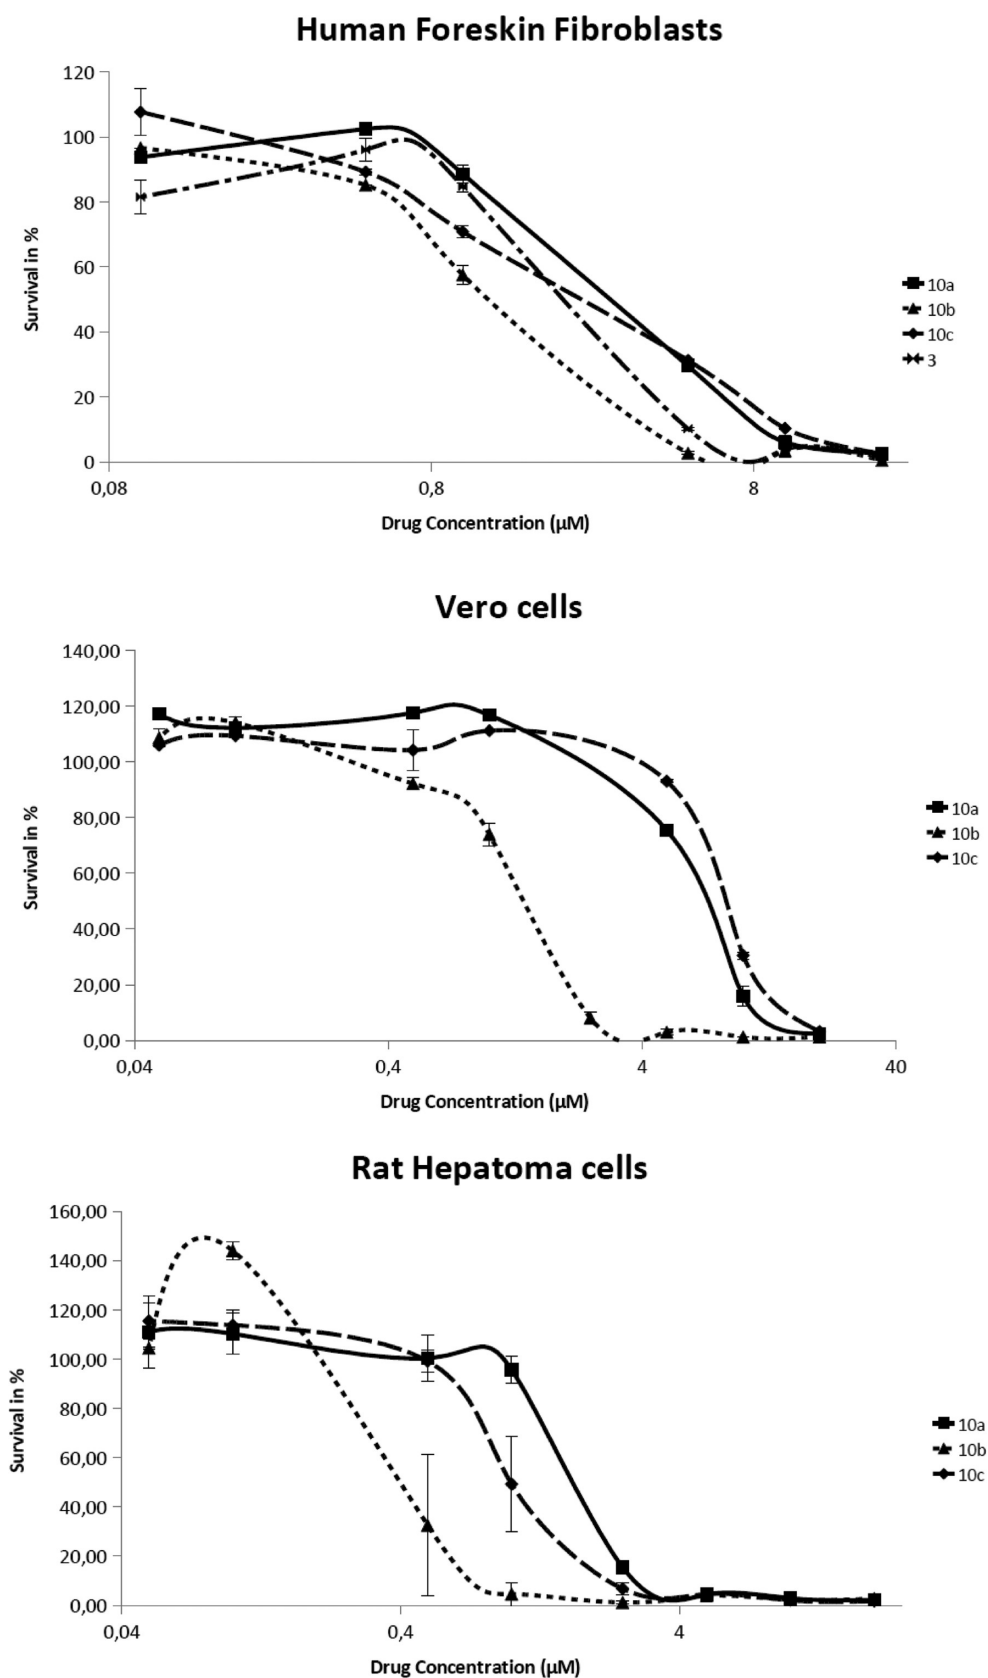 Human Foreskin Fibroblasts
120
100
80
60
40
20
0
Survival in %
0,08
0,8
8
Drug Concentration (µM)
10a
10b
10c
3
Vero cells
140,00
120,00
100,00
80,00
60,00
40,00
20,00
0,00
Survival in %
0,04
0,4
4
40
Drug Concentration (µM)
10a
10b
10c
Rat Hepatoma cells
160,00
140,00
120,00
100,00
80,00
60,00
40,00
20,00
0,00
Survival in %
0,04
0,4
4
Drug Concentration (µM)
10a
10b
10c